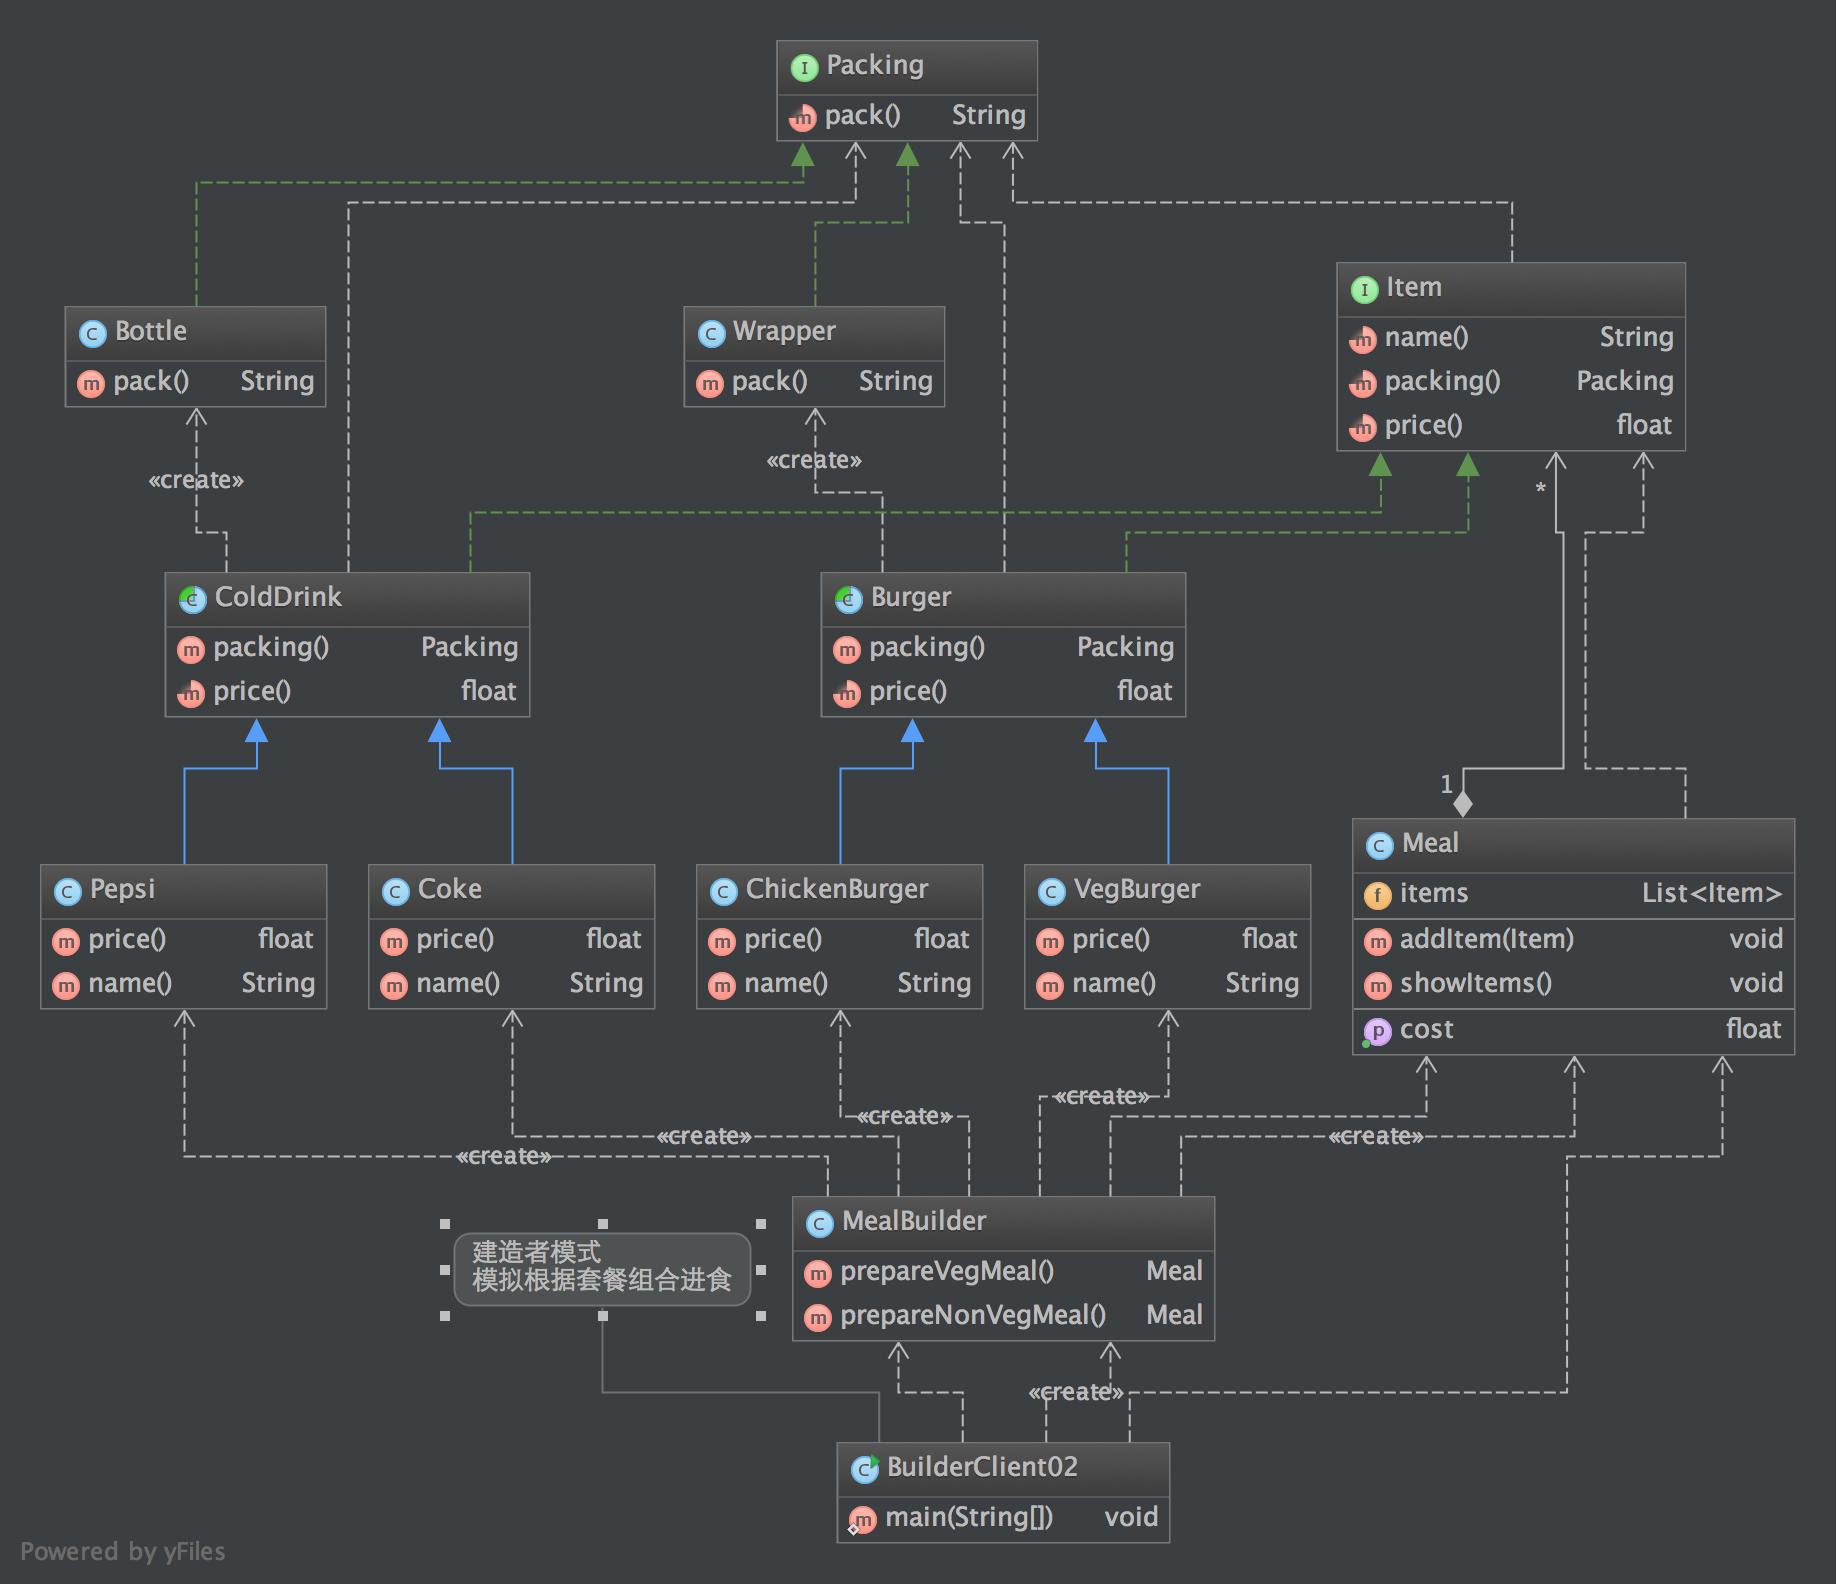 Packing
pack() String
Item
name() String
packing() Packing
price() float
Bottle
pack() String
Wrapper
pack() String
«create»
«create»
*
ColdDrink
packing() Packing
price() float
Burger
packing() Packing
price() float
1
Pepsi
price() float
name() String
Coke
price() float
name() String
ChickenBurger
price() float
name() String
VegBurger
price() float
name() String
Meal
items List<Item>
addItem(Item) void
showItems() void
cost float
«create»
«create»
«create»
«create»
«create»
MealBuilder
prepareVegMeal() Meal
prepareNonVegMeal() Meal
建造者模式
模拟根据套餐组合进食
«create»
BuilderClient02
main(String[]) void
Powered by yFiles